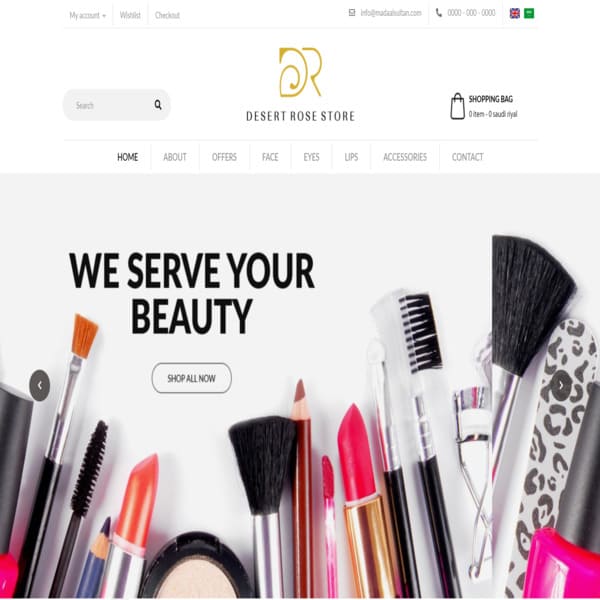 My account
Wishlist
Checkout
info@madaalsultan.com
0000 - 000 - 0000
Search
DR
DESERT ROSE STORE
SHOPPING BAG
0 item - 0 saudi riyal
HOME
ABOUT
OFFERS
FACE
EYES
LIPS
ACCESSORIES
CONTACT
WE SERVE YOUR
BEAUTY
SHOP ALL NOW